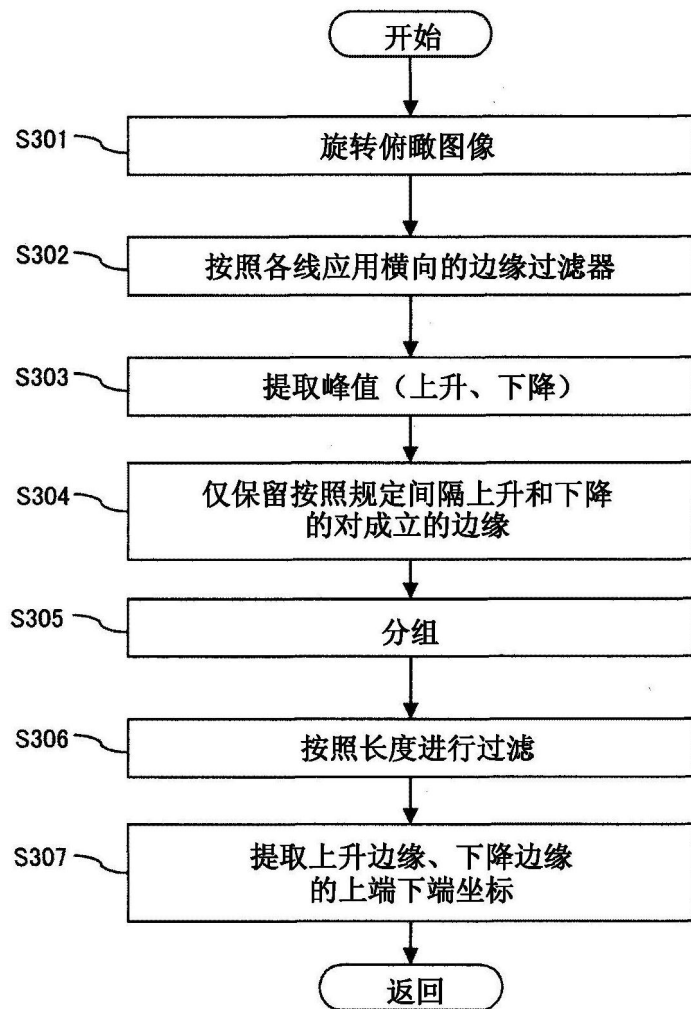 开始
S301
旋转俯瞰图像
S302
按照各线应用横向的边缘过滤器
S303
提取峰值（上升、下降）
S304
仅保留按照规定间隔上升和下降
的对成立的边缘
S305
分组
S306
按照长度进行过滤
S307
提取上升边缘、下降边缘
的上端下端坐标
返回